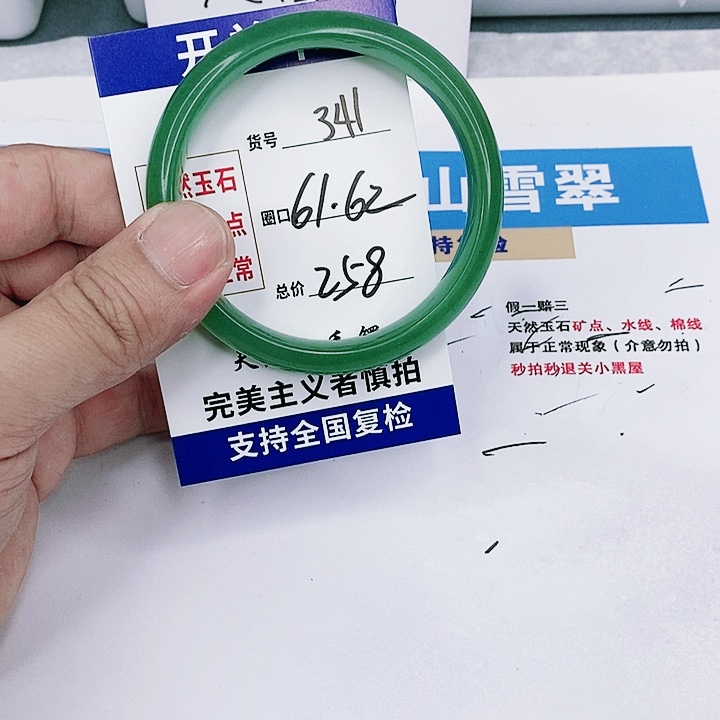 货号 341
然玉石
圈口 61.62
点
常
总价 258
完美主义者慎拍
支持全国复检
山雪翠
持复检
假一赔三
天然玉石矿点、水线、棉线
属于正常现象（介意勿拍）
秒拍秒退关小黑屋